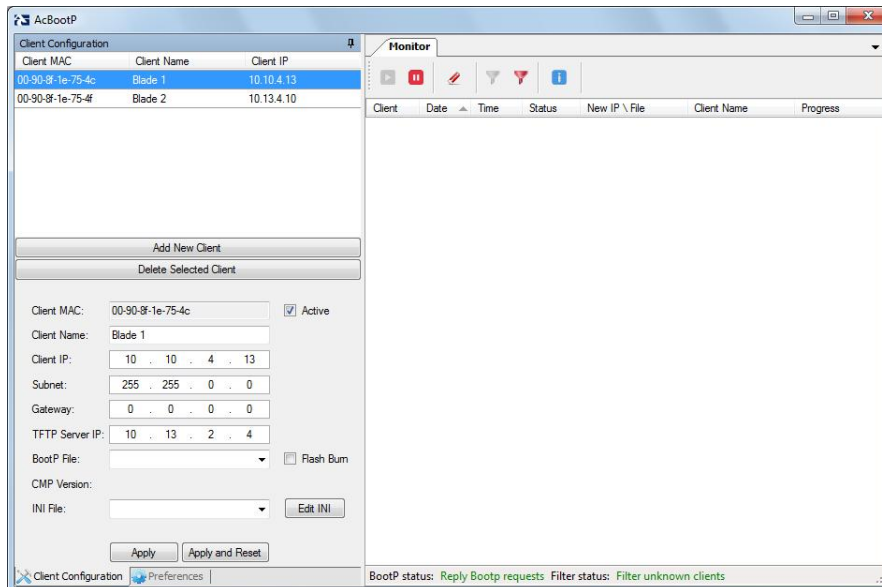 AcBootP
Client Configuration
Client MAC Client Name Client IP
00-90-8f-1e-75-4c Blade 1 10.10.4.13
00-90-8f-1e-75-4f Blade 2 10.13.4.10
Add New Client
Delete Selected Client
Client MAC: 00-90-8f-1e-75-4c Active
Client Name: Blade 1
Client IP: 10 . 10 . 4 . 13
Subnet: 255 . 255 . 0 . 0
Gateway: 0 . 0 . 0 . 0
TFTP Server IP: 10 . 13 . 2 . 4
BootP File: Flash Burn
CMP Version:
INI File: Edit INI
Apply Apply and Reset
Client Configuration Preferences
Monitor
Client Date Time Status New IP \ File Client Name Progress
BootP status: Reply Bootp requests Filter status: Filter unknown clients